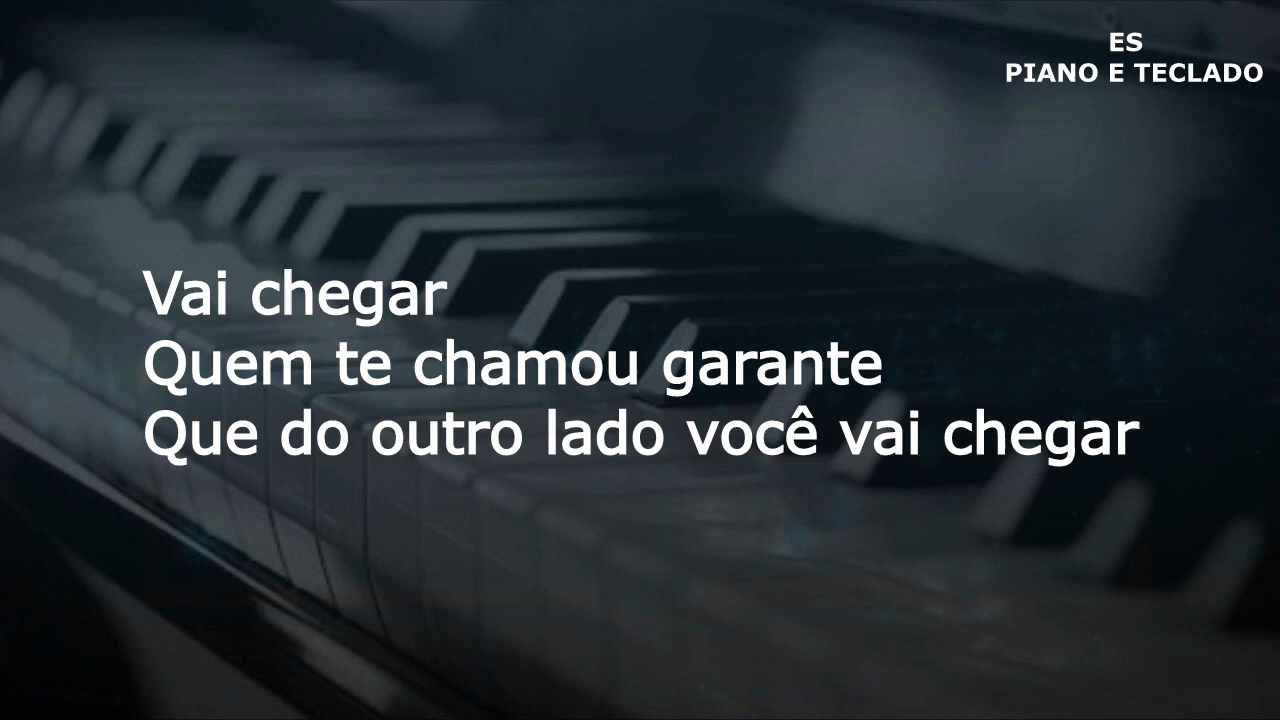 ES
PIANO E TECLADO
Vai chegar
Quem te chamou garante
Que do outro lado você vai chegar